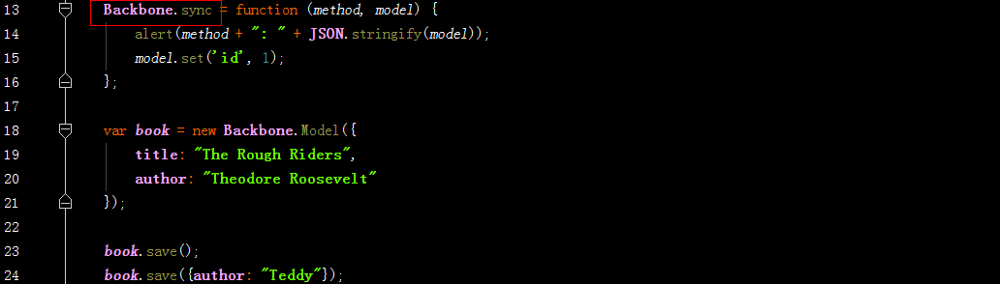 13 Backbone.sync = function (method, model) {
14 alert(method + ": " + JSON.stringify(model));
15 model.set('id', 1);
16 };
17
18 var book = new Backbone.Model({
19 title: "The Rough Riders",
20 author: "Theodore Roosevelt"
21 });
22
23 book.save();
24 book.save({author: "Teddy"});